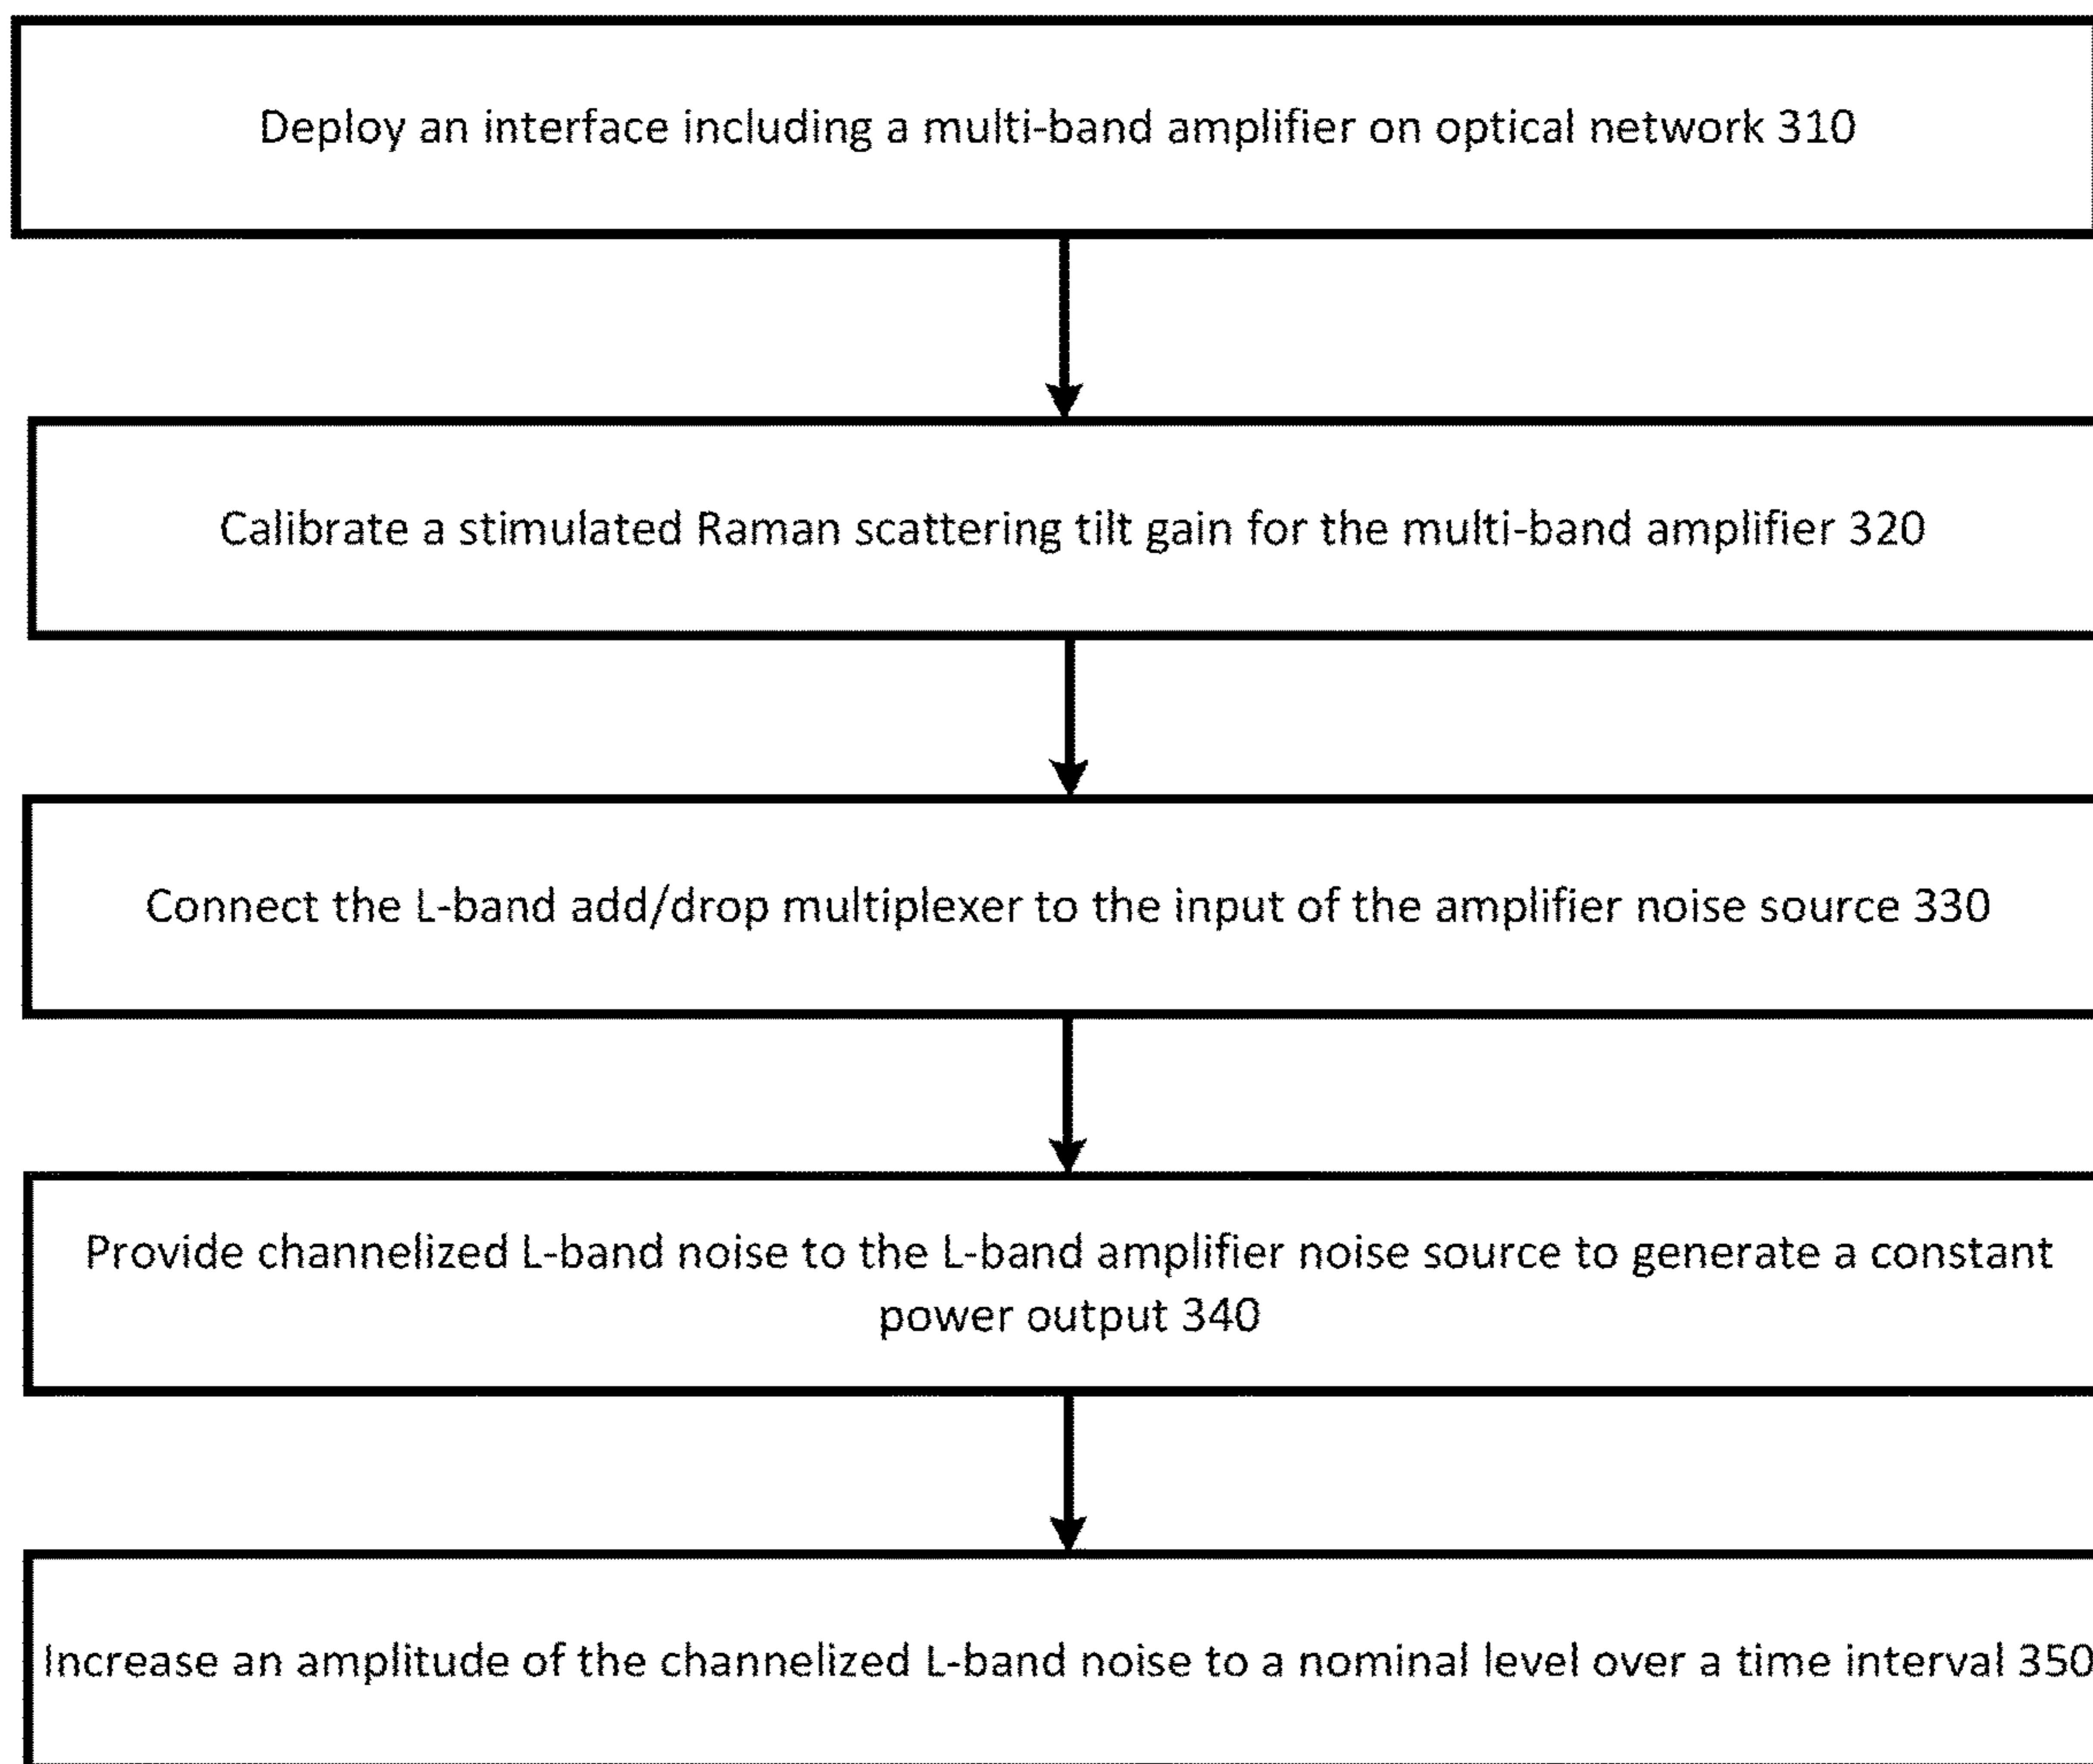 Deploy an interface including a multi-band amplifier on optical network 310
Calibrate a stimulated Raman scattering tilt gain for the multi-band amplifier 320
Connect the L-band add/drop multiplexer to the input of the amplifier noise source 330
Provide channelized L-band noise to the L-band amplifier noise source to generate a constant
power output 340
Increase an amplitude of the channelized L-band noise to a nominal level over a time interval 350